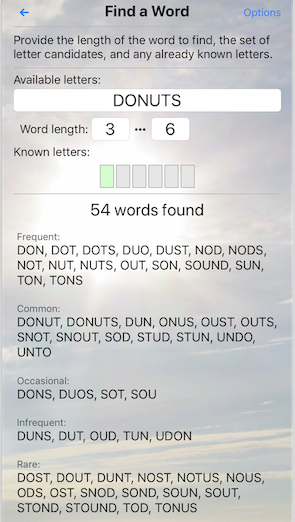 ← Find a Word Options
Provide the length of the word to find, the set of
letter candidates, and any already known letters.
Available letters:
DONUTS
Word length: 3 ••• 6
Known letters:
54 words found
Frequent:
DON, DOT, DOTS, DUO, DUST, NOD, NODS,
NOT, NUT, NUTS, OUT, SON, SOUND, SUN,
TON, TONS
Common:
DONUT, DONUTS, DUN, ONUS, OUST, OUTS,
SNOT, SNOUT, SOD, STUD, STUN, UNDO,
UNTO
Occasional:
DONS, DUOS, SOT, SOU
Infrequent:
DUNS, DUT, OUD, TUN, UDON
Rare:
DOST, DOUT, DUNT, NOST, NOTUS, NOUS,
ODS, OST, SNOD, SOND, SOUN, SOUT,
STOND, STOUND, TOD, TONUS